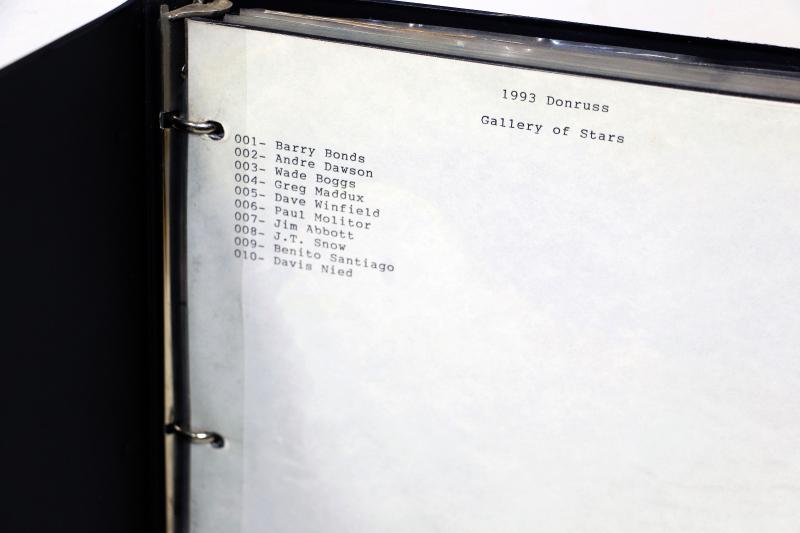 1993 Donruss
Gallery of Stars
001- Barry Bonds
002- Andre Dawson
003- Wade Boggs
004- Greg Maddux
005- Dave Winfield
006- Paul Molitor
007- Jim Abbott
008- J.T. Snow
009- Benito Santiago
010- Davis Nied